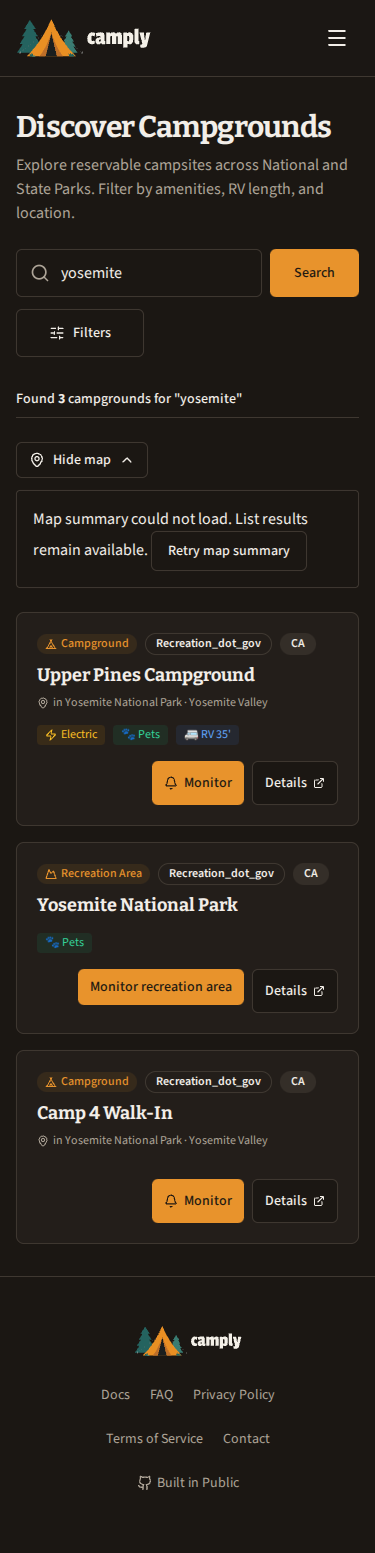 camply
Discover Campgrounds
Explore reservable campsites across National and
State Parks. Filter by amenities, RV length, and
location.
yosemite
Search
Filters
Found 3 campgrounds for "yosemite"
Hide map
Map summary could not load. List results
remain available. Retry map summary
Campground Recreation_dot_gov CA
Upper Pines Campground
in Yosemite National Park · Yosemite Valley
Electric Pets RV 35'
Monitor Details
Recreation Area Recreation_dot_gov CA
Yosemite National Park
Pets
Monitor recreation area Details
Campground Recreation_dot_gov CA
Camp 4 Walk-In
in Yosemite National Park · Yosemite Valley
Monitor Details
camply
Docs FAQ Privacy Policy
Terms of Service Contact
Built in Public